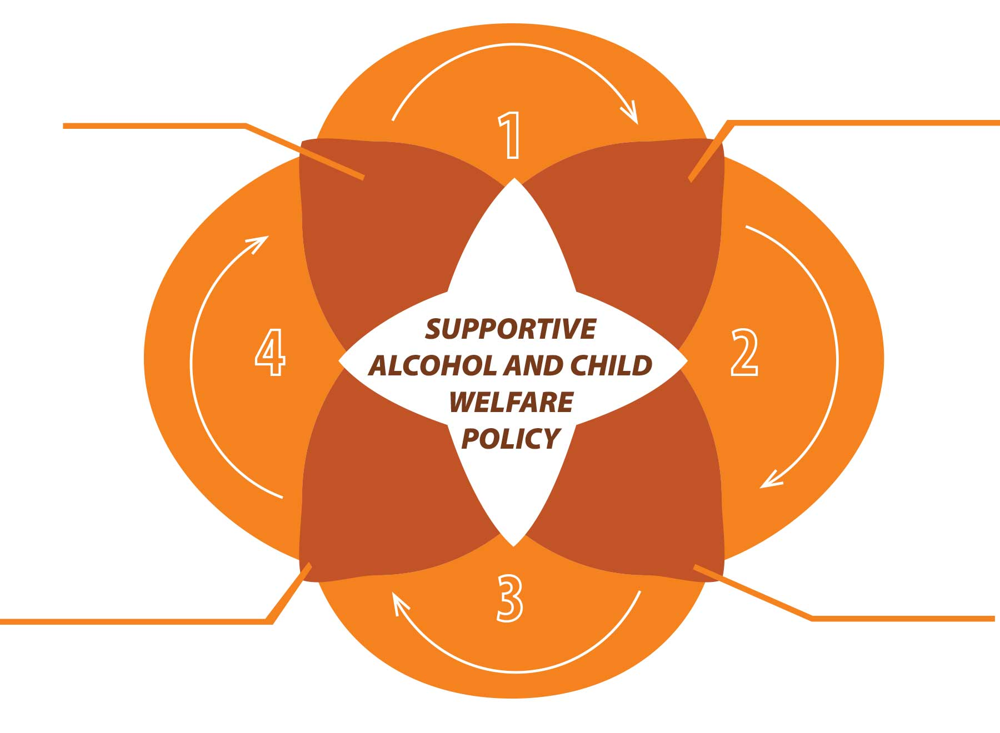 1
SUPPORTIVE
ALCOHOL AND CHILD
WELFARE
POLICY
4
2
3